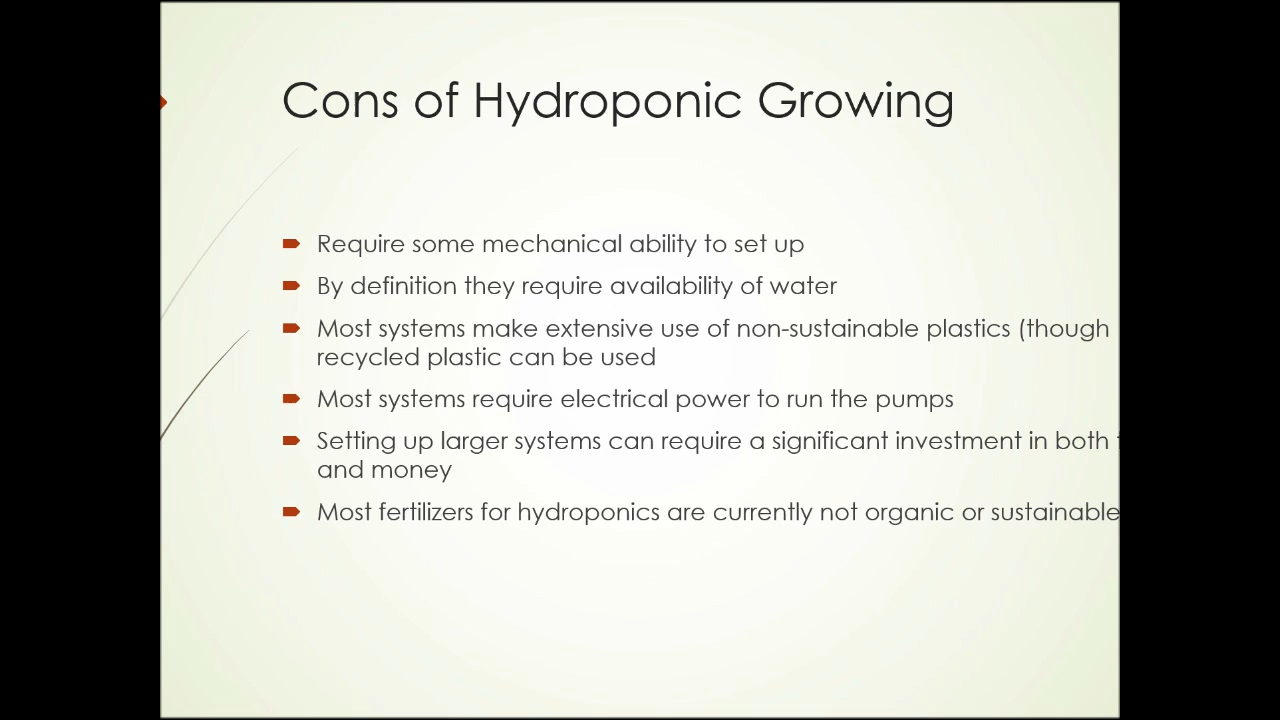 Cons of Hydroponic Growing
Require some mechanical ability to set up
By definition they require availability of water
Most systems make extensive use of non-sustainable plastics (though
recycled plastic can be used
Most systems require electrical power to run the pumps
Setting up larger systems can require a significant investment in both
and money
Most fertilizers for hydroponics are currently not organic or sustainable